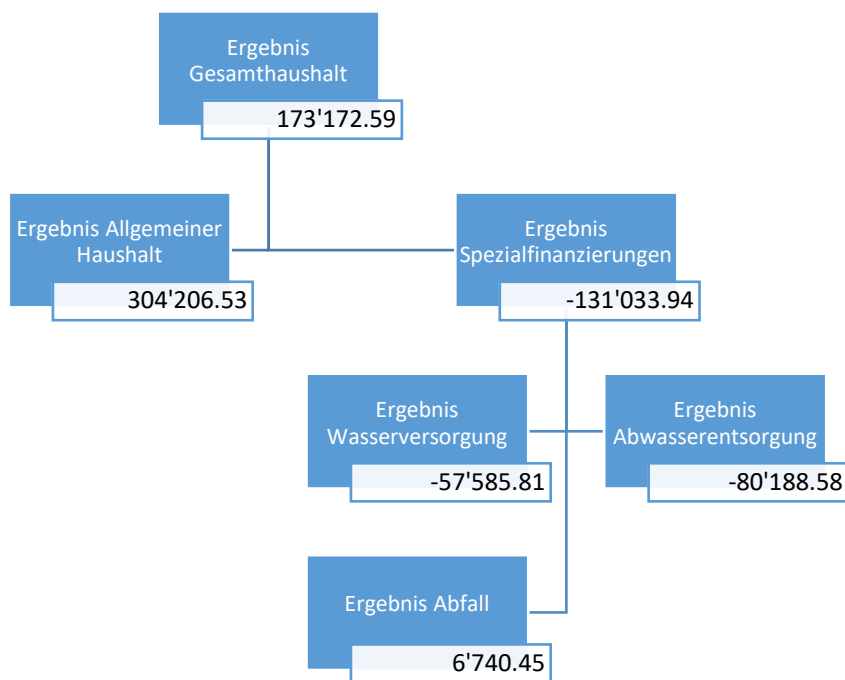 Ergebnis
Gesamthaushalt
173'172.59
Ergebnis Allgemeiner
Haushalt
304'206.53
Ergebnis
Spezialfinanzierungen
-131'033.94
Ergebnis
Wasserversorgung
-57'585.81
Ergebnis
Abwasserentsorgung
-80'188.58
Ergebnis Abfall
6'740.45